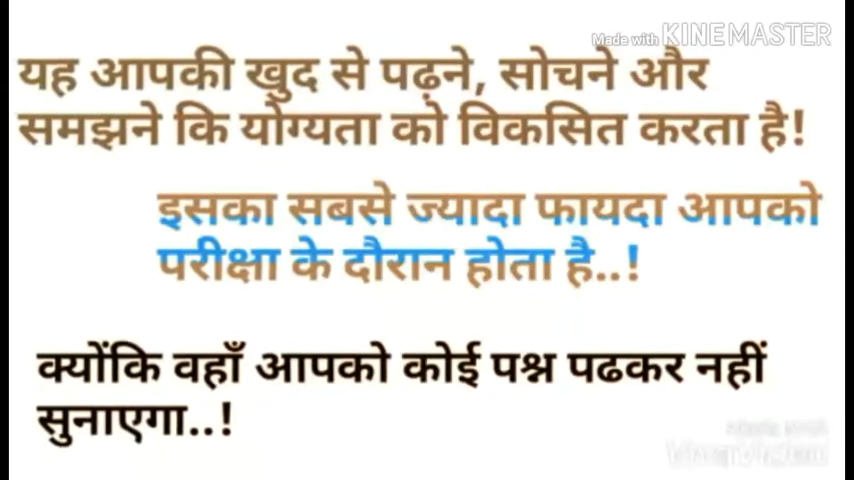 Made with KINEMASTER
यह आपकी खुद से पढ़ने, सोचने और
समझने कि योग्यता को विकसित करता है!
इसका सबसे ज्यादा फायदा आपको
परीक्षा के दौरान होता है..!
क्योंकि वहाँ आपको कोई पश्न पढकर नहीं
सुनाएगा..!